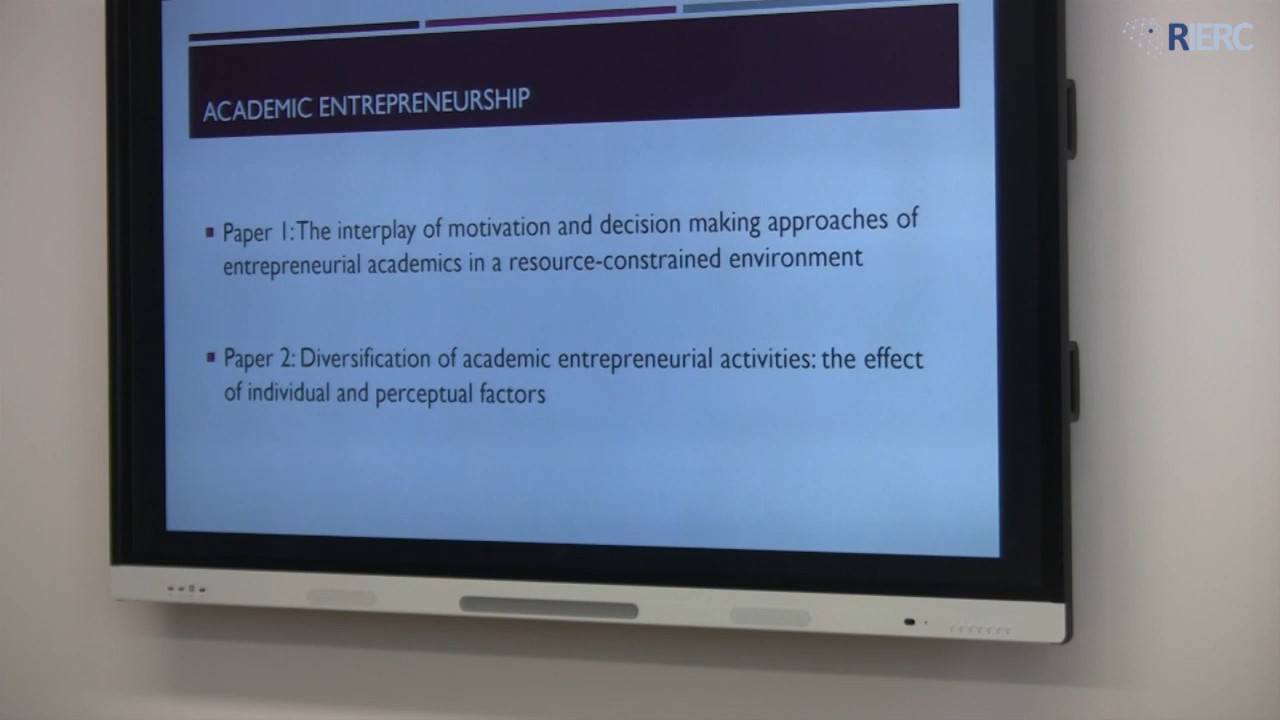 RIERC
ACADEMIC ENTREPRENEURSHIP
Paper 1: The interplay of motivation and decision making approaches of
entrepreneurial academics in a resource-constrained environment
Paper 2: Diversification of academic entrepreneurial activities: the effect
of individual and perceptual factors